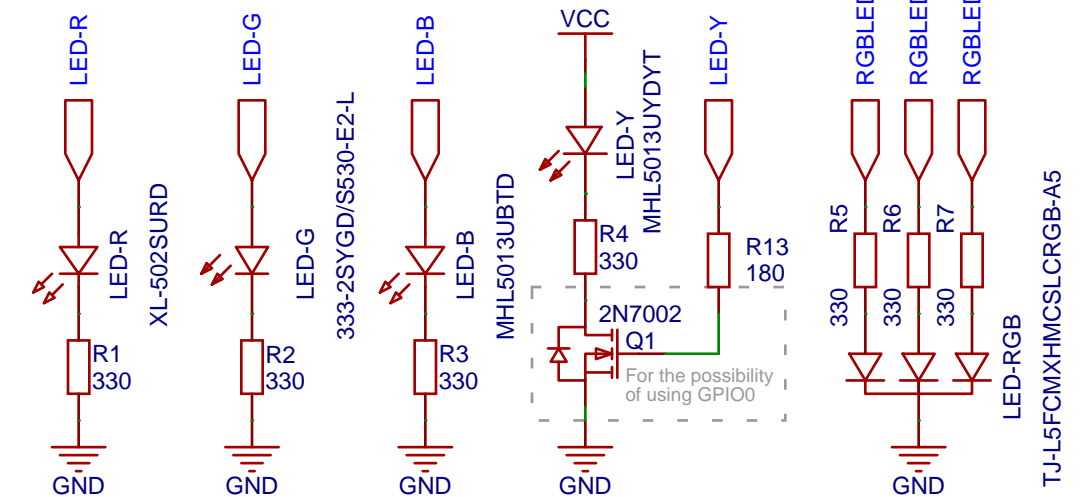 LED-R
LED-R
XL-502SURD
R1
330
GND
LED-G
LED-G
333-2SYGD/S530-E2-L
R2
330
GND
LED-B
LED-B
MHL5013UBTD
R3
330
GND
VCC
LED-Y
MHL5013UYDYT
R4
330
2N7002
Q1
For the possibility
of using GPIO0
GND
LED-Y
R13
180
RGBLED
RGBLED
RGBLED
R5
330
R6
330
R7
330
LED-RGB
TJ-L5FCMXHMCSLCRGB-A5
GND